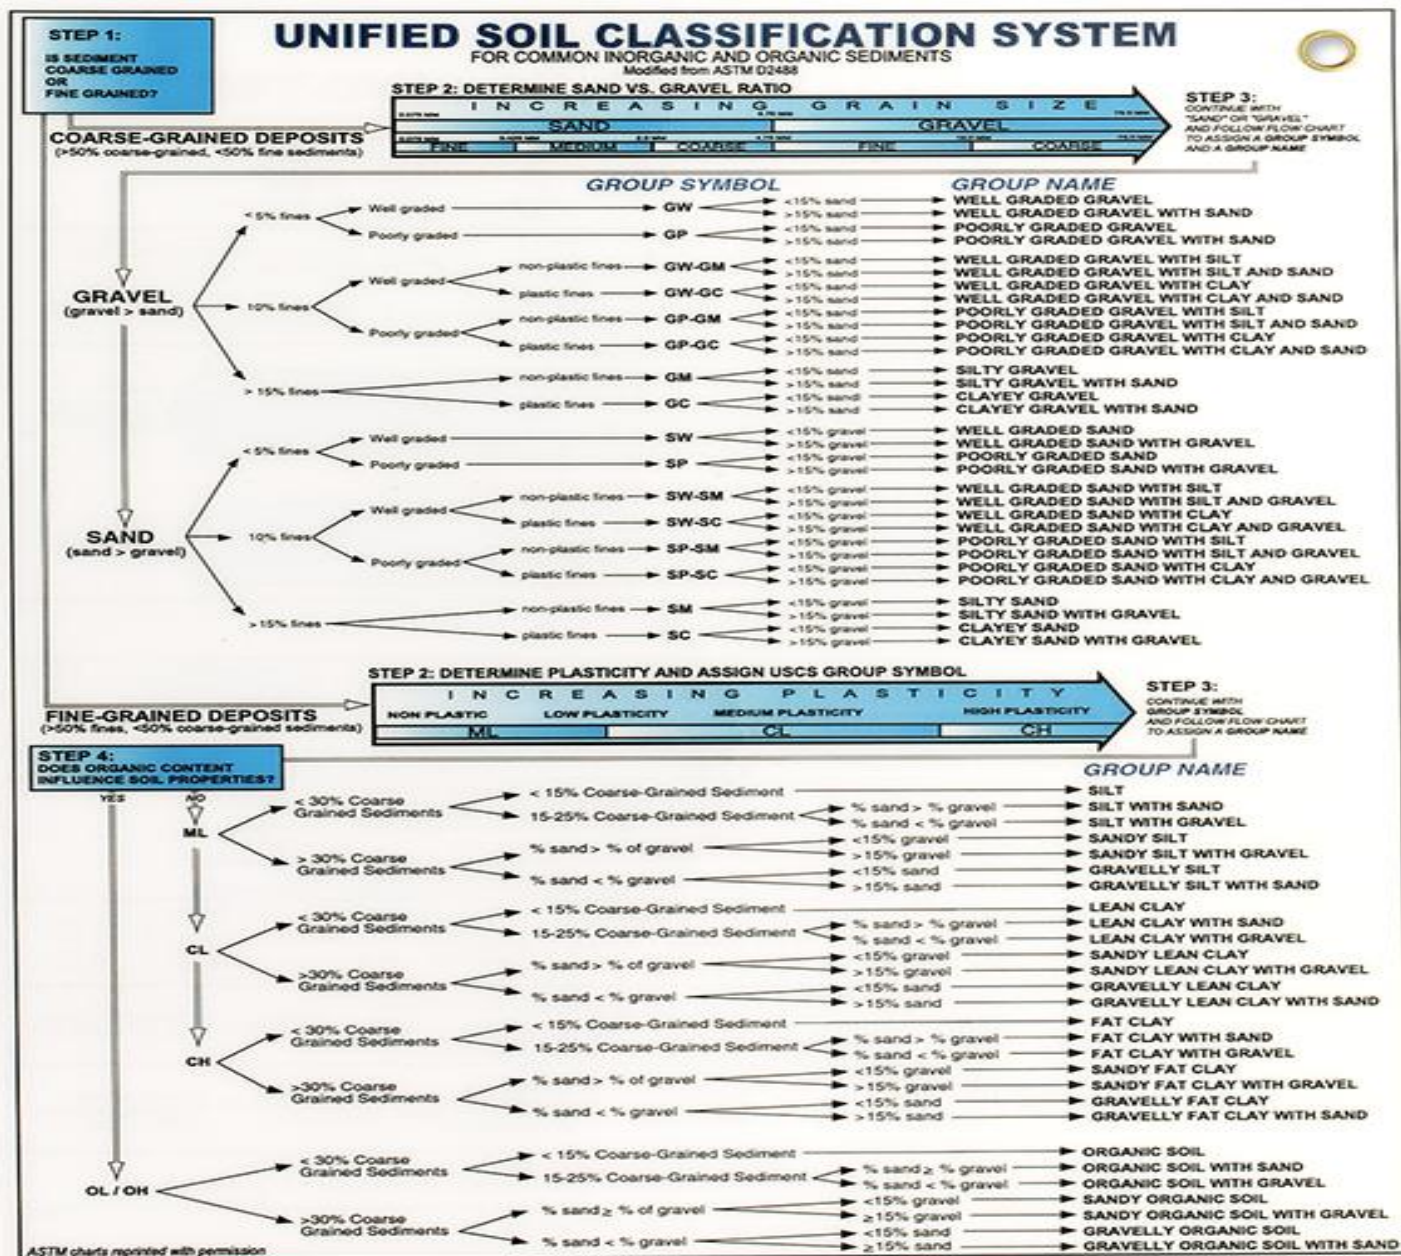 STEP 1:
IS SEDIMENT
COARSE GRAINED
OR
FINE GRAINED?
UNIFIED SOIL CLASSIFICATION SYSTEM
FOR COMMON INORGANIC AND ORGANIC SEDIMENTS
Modified from ASTM D2488
STEP 2: DETERMINE SAND VS. GRAVEL RATIO
INCREASING GRAIN SIZE
SAND GRAVEL
FINE MEDIUM COARSE FINE COARSE
STEP 3:
CONTINUE WITH
"SAND" OR "GRAVEL"
AND FOLLOW FLOW CHART
TO ASSIGN A GROUP SYMBOL
AND A GROUP NAME
COARSE-GRAINED DEPOSITS
(>50% coarse-grained, <50% fine sediments)
GROUP SYMBOL GROUP NAME
GRAVEL
(gravel > sand)
<5% fines
Well graded GW <15% sand WELL GRADED GRAVEL
>15% sand WELL GRADED GRAVEL WITH SAND
Poorly graded GP <15% sand POORLY GRADED GRAVEL
>15% sand POORLY GRADED GRAVEL WITH SAND
10% fines
Well graded
non-plastic fines GW-GM <15% sand WELL GRADED GRAVEL WITH SILT
>15% sand WELL GRADED GRAVEL WITH SILT AND SAND
plastic fines GW-GC <15% sand WELL GRADED GRAVEL WITH CLAY
>15% sand WELL GRADED GRAVEL WITH CLAY AND SAND
Poorly graded
non-plastic fines GP-GM <15% sand POORLY GRADED GRAVEL WITH SILT
>15% sand POORLY GRADED GRAVEL WITH SILT AND SAND
plastic fines GP-GC <15% sand POORLY GRADED GRAVEL WITH CLAY
>15% sand POORLY GRADED GRAVEL WITH CLAY AND SAND
>15% fines
non-plastic fines GM <15% sand SILTY GRAVEL
>15% sand SILTY GRAVEL WITH SAND
plastic fines GC <15% sand CLAYEY GRAVEL
>15% sand CLAYEY GRAVEL WITH SAND
SAND
(sand > gravel)
<5% fines
Well graded SW <15% gravel WELL GRADED SAND
>15% gravel WELL GRADED SAND WITH GRAVEL
Poorly graded SP <15% gravel POORLY GRADED SAND
>15% gravel POORLY GRADED SAND WITH GRAVEL
10% fines
Well graded
non-plastic fines SW-SM <15% gravel WELL GRADED SAND WITH SILT
>15% gravel WELL GRADED SAND WITH SILT AND GRAVEL
plastic fines SW-SC <15% gravel WELL GRADED SAND WITH CLAY
>15% gravel WELL GRADED SAND WITH CLAY AND GRAVEL
Poorly graded
non-plastic fines SP-SM <15% gravel POORLY GRADED SAND WITH SILT
>15% gravel POORLY GRADED SAND WITH SILT AND GRAVEL
plastic fines SP-SC <15% gravel POORLY GRADED SAND WITH CLAY
>15% gravel POORLY GRADED SAND WITH CLAY AND GRAVEL
>15% fines
non-plastic fines SM <15% gravel SILTY SAND
>15% gravel SILTY SAND WITH GRAVEL
plastic fines SC <15% gravel CLAYEY SAND
>15% gravel CLAYEY SAND WITH GRAVEL
STEP 2: DETERMINE PLASTICITY AND ASSIGN USCS GROUP SYMBOL
INCREASING PLASTICITY
NON PLASTIC LOW PLASTICITY MEDIUM PLASTICITY HIGH PLASTICITY
ML CL CH
STEP 3:
CONTINUE WITH
GROUP SYMBOL
AND FOLLOW FLOW CHART
TO ASSIGN A GROUP NAME
FINE-GRAINED DEPOSITS
(>50% fines, <50% coarse-grained sediments)
STEP 4:
DOES ORGANIC CONTENT
INFLUENCE SOIL PROPERTIES?
YES NO
GROUP NAME
ML
< 30% Coarse
Grained Sediments
< 15% Coarse-Grained Sediment SILT
15-25% Coarse-Grained Sediment % sand > % gravel SILT WITH SAND
% sand < % gravel SILT WITH GRAVEL
> 30% Coarse
Grained Sediments
% sand > % of gravel <15% gravel SANDY SILT
>15% gravel SANDY SILT WITH GRAVEL
% sand < % gravel <15% sand GRAVELLY SILT
>15% sand GRAVELLY SILT WITH SAND
CL
< 30% Coarse
Grained Sediments
< 15% Coarse-Grained Sediment LEAN CLAY
15-25% Coarse-Grained Sediment % sand > % gravel LEAN CLAY WITH SAND
% sand < % gravel LEAN CLAY WITH GRAVEL
>30% Coarse
Grained Sediments
% sand > % of gravel <15% gravel SANDY LEAN CLAY
>15% gravel SANDY LEAN CLAY WITH GRAVEL
% sand < % gravel <15% sand GRAVELLY LEAN CLAY
>15% sand GRAVELLY LEAN CLAY WITH SAND
CH
< 30% Coarse
Grained Sediments
< 15% Coarse-Grained Sediment FAT CLAY
15-25% Coarse-Grained Sediment % sand > % gravel FAT CLAY WITH SAND
% sand < % gravel FAT CLAY WITH GRAVEL
>30% Coarse
Grained Sediments
% sand > % of gravel <15% gravel SANDY FAT CLAY
>15% gravel SANDY FAT CLAY WITH GRAVEL
% sand < % gravel <15% sand GRAVELLY FAT CLAY
>15% sand GRAVELLY FAT CLAY WITH SAND
OL / OH
< 30% Coarse
Grained Sediments
< 15% Coarse-Grained Sediment ORGANIC SOIL
15-25% Coarse-Grained Sediment % sand ≥ % gravel ORGANIC SOIL WITH SAND
% sand < % gravel ORGANIC SOIL WITH GRAVEL
>30% Coarse
Grained Sediments
% sand ≥ % of gravel <15% gravel SANDY ORGANIC SOIL
≥15% gravel SANDY ORGANIC SOIL WITH GRAVEL
% sand < % gravel <15% sand GRAVELLY ORGANIC SOIL
≥15% sand GRAVELLY ORGANIC SOIL WITH SAND
ASTM charts reprinted with permission